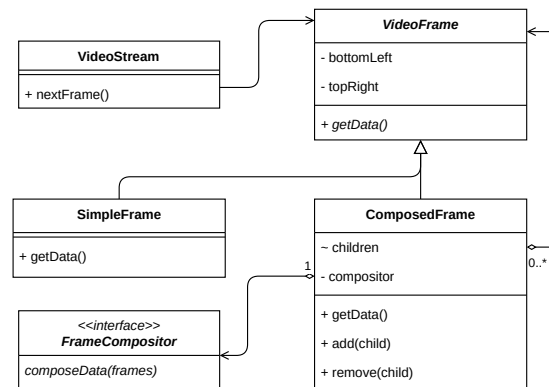 VideoStream
+ nextFrame()
VideoFrame
- bottomLeft
- topRight
+ getData()
SimpleFrame
+ getData()
ComposedFrame
~ children
- compositor
+ getData()
+ add(child)
+ remove(child)
0..*
1
<<interface>>
FrameCompositor
composeData(frames)